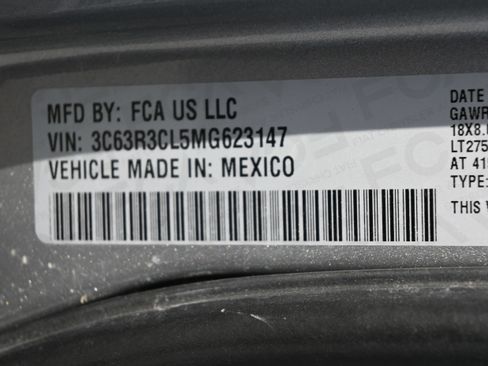 MFD BY: FCA US LLC
VIN: 3C63R3CL5MG623147
VEHICLE MADE IN: MEXICO
DATE
GAWR
18X8.
LT275
AT 41
TYPE:
THIS V